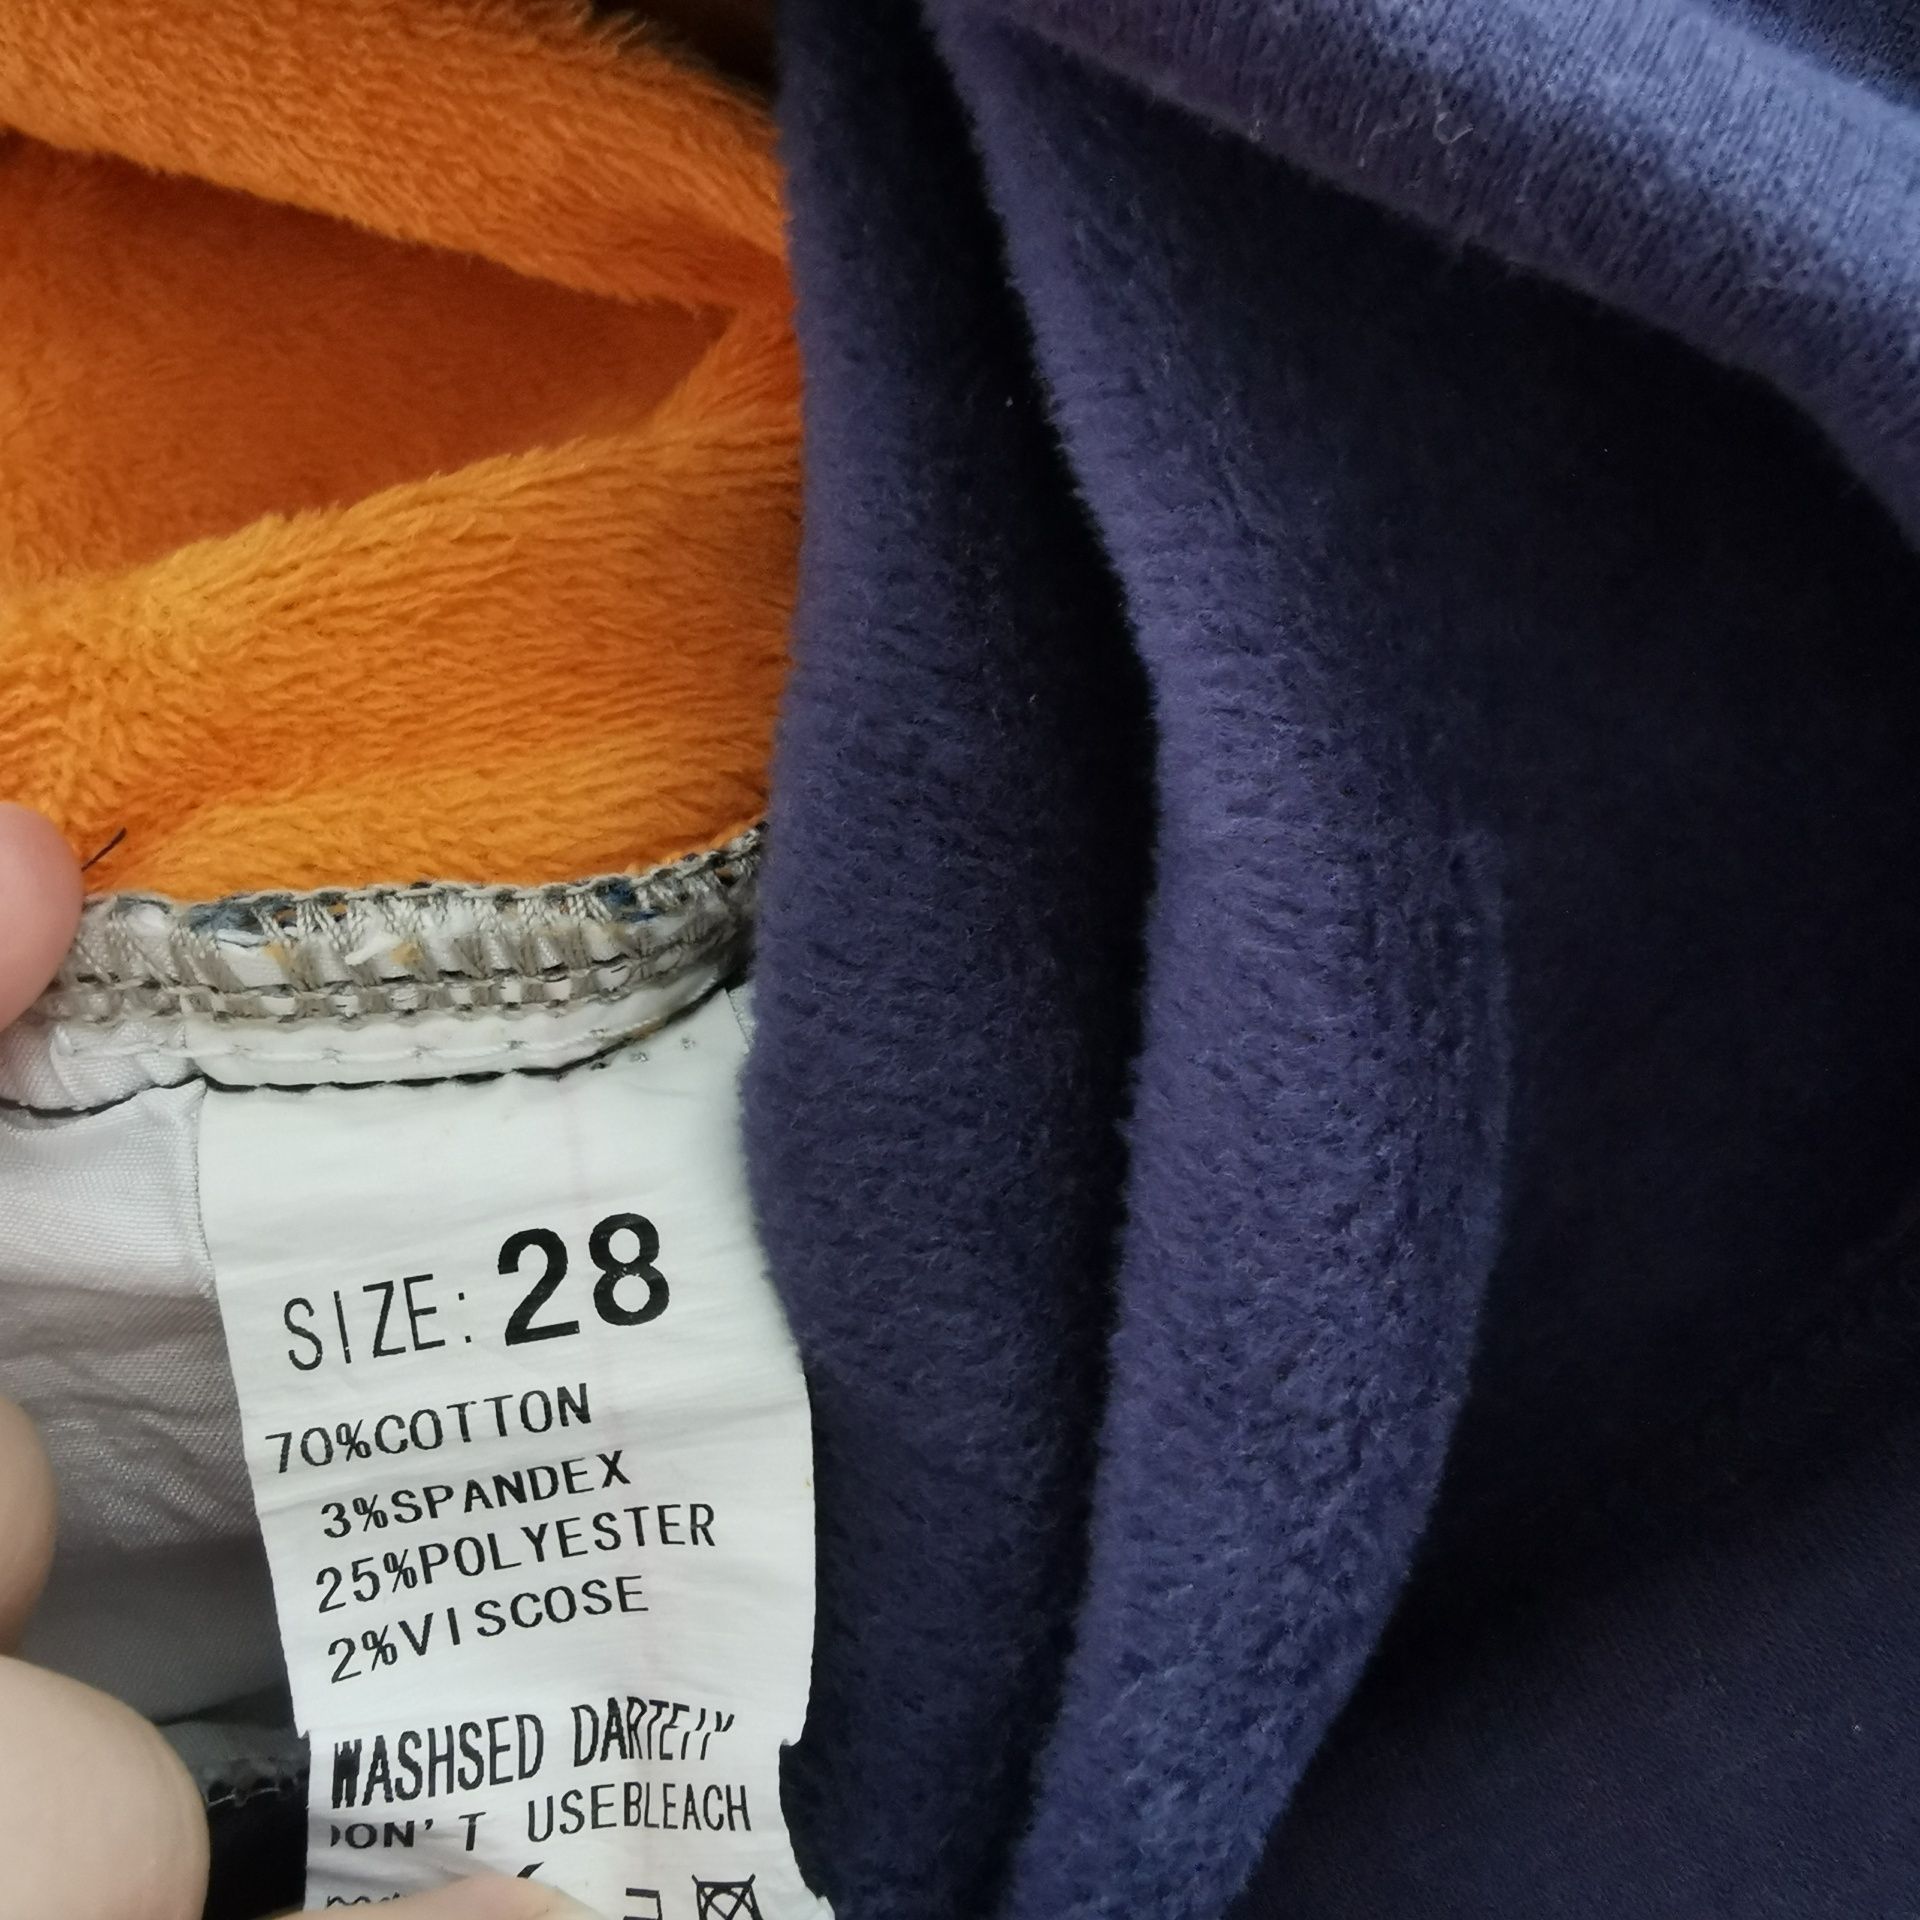 SIZE: 28
70%COTTON
3%SPANDEX
25%POLYESTER
2%VISCOSE
WASHSED
USEBLEACH